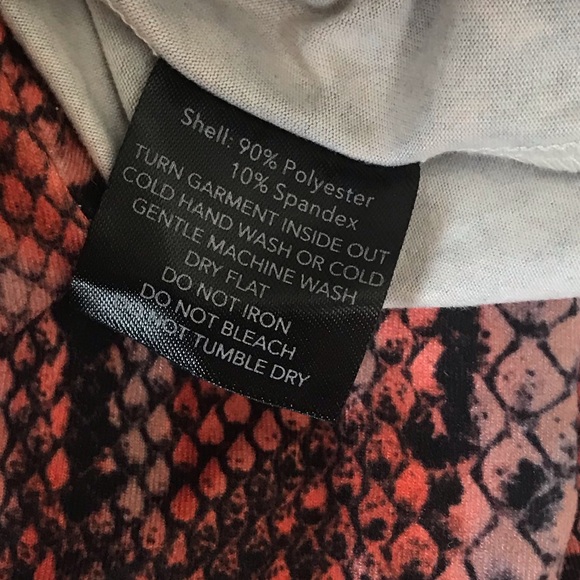 Shell: 90% Polyester
10% Spandex
TURN GARMENT INSIDE OUT
COLD HAND WASH OR COLD
GENTLE MACHINE WASH
DRY FLAT
DO NOT IRON
DO NOT BLEACH
NOT TUMBLE DRY